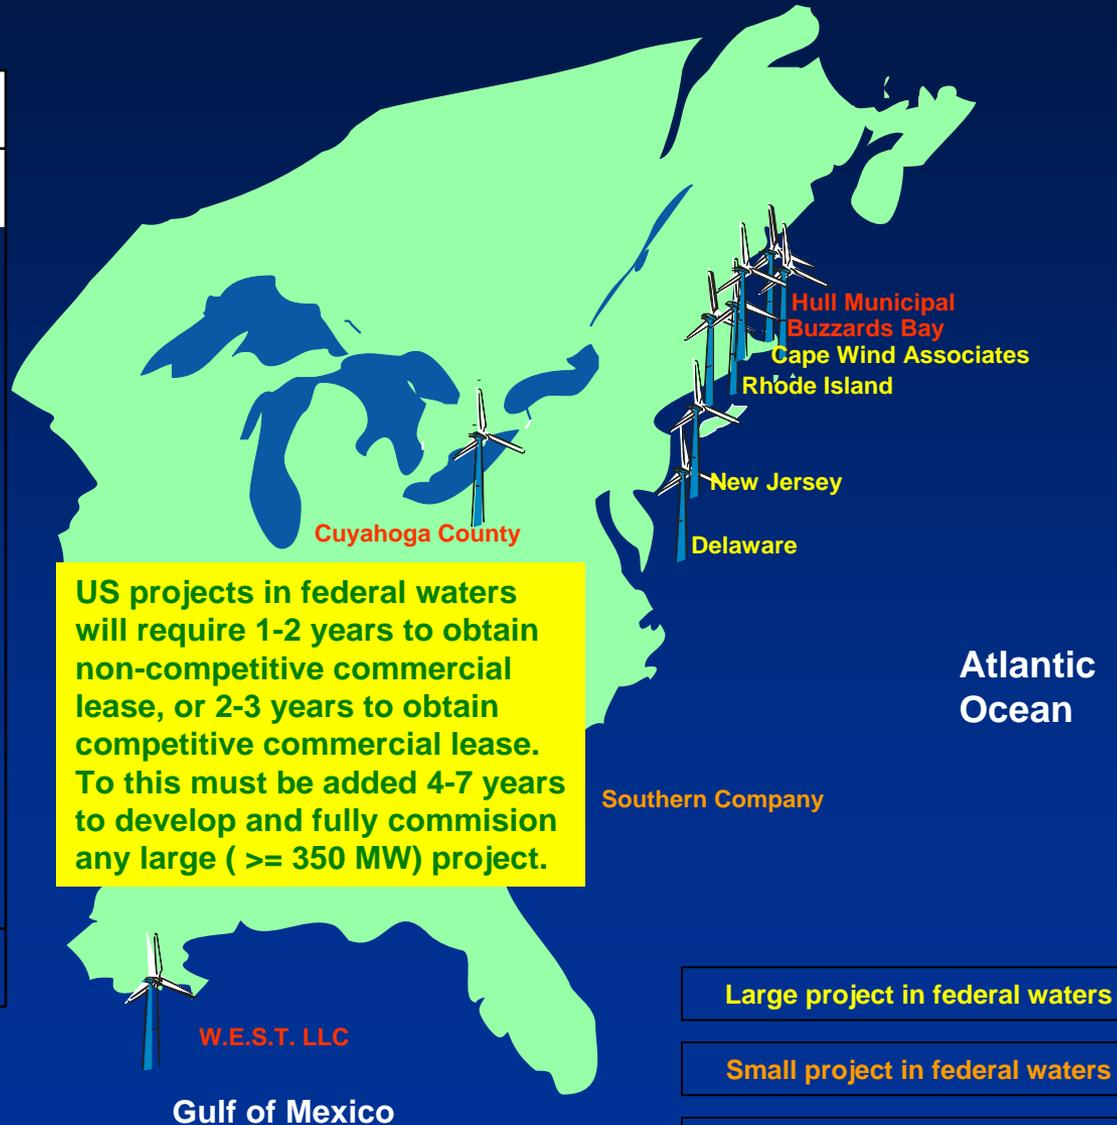 Hull Municipal
Buzzards Bay
Cape Wind Associates
Rhode Island
New Jersey
Cuyahoga County
Delaware
US projects in federal waters
will require 1-2 years to obtain
non-competitive commercial
lease, or 2-3 years to obtain
competitive commercial lease.
To this must be added 4-7 years
to develop and fully commision
any large ( >= 350 MW) project.
Atlantic
Ocean
Southern Company
Large project in federal waters
W.E.S.T. LLC
Small project in federal waters
Gulf of Mexico